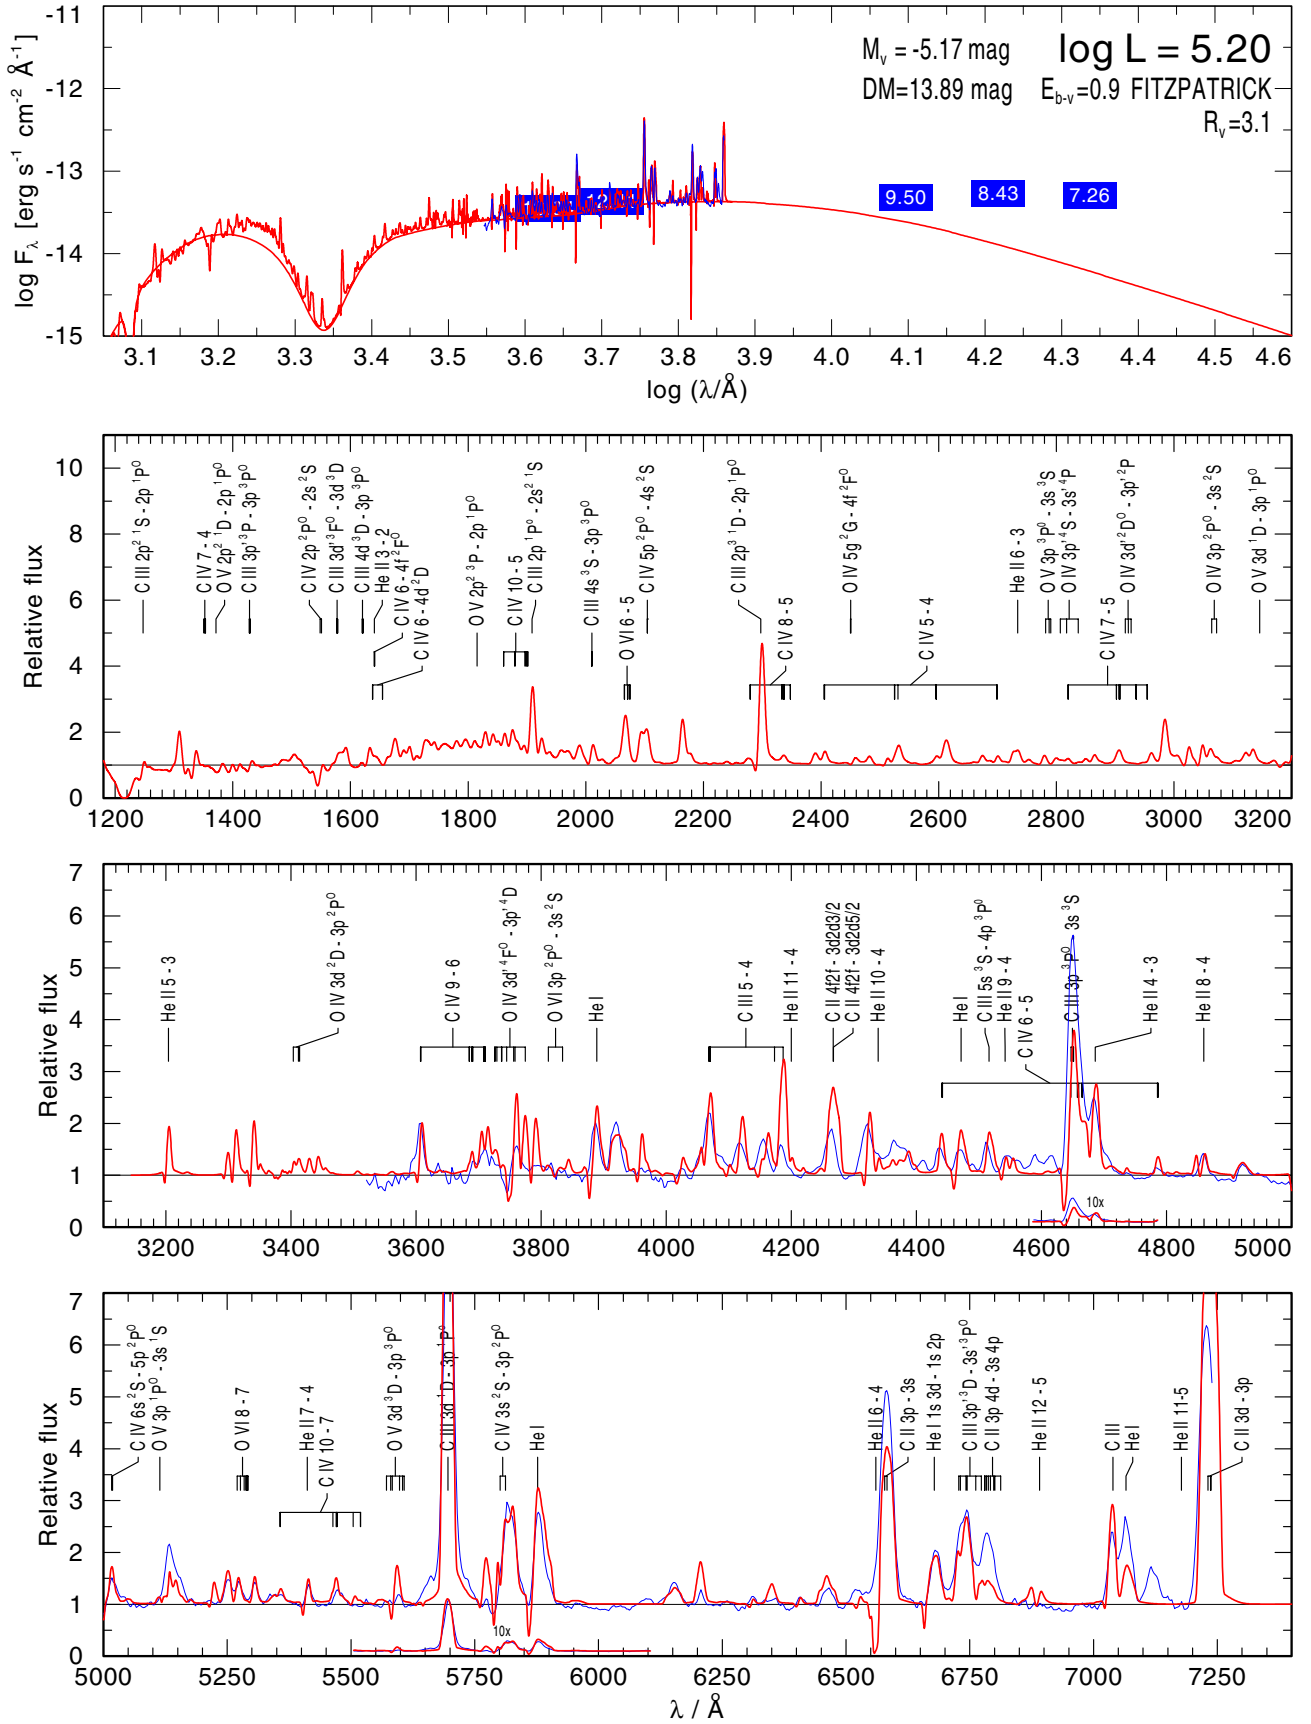 -11
-12
-13
-14
-15
log F_λ [erg s⁻¹ cm⁻² Å⁻¹]
M_v = -5.17 mag
log L = 5.20
DM=13.89 mag
E_b-v=0.9 FITZPATRICK
R_v=3.1
9.50
8.43
7.26
3.1 3.2 3.3 3.4 3.5 3.6 3.7 3.8 3.9 4.0 4.1 4.2 4.3 4.4 4.5 4.6
log (λ/Å)
10
8
6
4
2
0
Relative flux
C III 2p² ¹S - 2p ¹P⁰
C IV 7 - 4
O V 2p² ¹D - 2p ¹P⁰
C III 3p' ³P - 3p ³P⁰
C IV 2p ²P⁰ - 2s ²S
C III 3d' ³F⁰ - 3d ³D
C III 4d ³D - 3p ³P⁰
He II 3 - 2
C IV 6 - 4f ²F⁰
C IV 6 - 4d ²D
O V 2p² ³P - 2p ¹P⁰
C IV 10 - 5
C III 2p ¹P⁰ - 2s² ¹S
C III 4s ³S - 3p ³P⁰
O VI 6 - 5
C IV 5p ²P⁰ - 4s ²S
C III 2p³ ¹D - 2p ¹P⁰
C IV 8 - 5
O IV 5g ²G - 4f ²F⁰
C IV 5 - 4
He II 6 - 3
O V 3p ³P⁰ - 3s ³S
O IV 3p' ⁴S - 3s' ⁴P
C IV 7 - 5
O IV 3d' ²D⁰ - 3p' ²P
O IV 3p ²P⁰ - 3s ²S
O V 3d ¹D - 3p ¹P⁰
1200 1400 1600 1800 2000 2200 2400 2600 2800 3000 3200
7
6
5
4
3
2
1
0
Relative flux
He II 5 - 3
O IV 3d ²D - 3p ²P⁰
C IV 9 - 6
O IV 3d' ⁴F⁰ - 3p' ⁴D
O VI 3p ²P⁰ - 3s ²S
He I
C III 5 - 4
He II 11 - 4
C II 4f2f - 3d2d3/2
C II 4f2f - 3d2d5/2
He II 10 - 4
He I
C III 5s ³S - 4p ³P⁰
He II 9 - 4
C IV 6 - 5
C III 3p ³P⁰ - 3s ³S
He II 4 - 3
He II 8 - 4
10x
3200 3400 3600 3800 4000 4200 4400 4600 4800 5000
7
6
5
4
3
2
1
0
Relative flux
C IV 6s ²S - 5p ²P⁰
O V 3p ¹P⁰ - 3s ¹S
O VI 8 - 7
He II 7 - 4
C IV 10 - 7
O V 3d ³D - 3p ³P⁰
C III 3d ¹D - 3p ¹P⁰
C IV 3s ²S - 3p ²P⁰
He I
He II 6 - 4
C II 3p - 3s
He I 1s 3d - 1s 2p
C III 3p' ³D - 3s' ³P⁰
C II 3p 4d - 3s 4p
He II 12 - 5
C III
He I
He II 11-5
C II 3d - 3p
10x
5000 5250 5500 5750 6000 6250 6500 6750 7000 7250
λ / Å